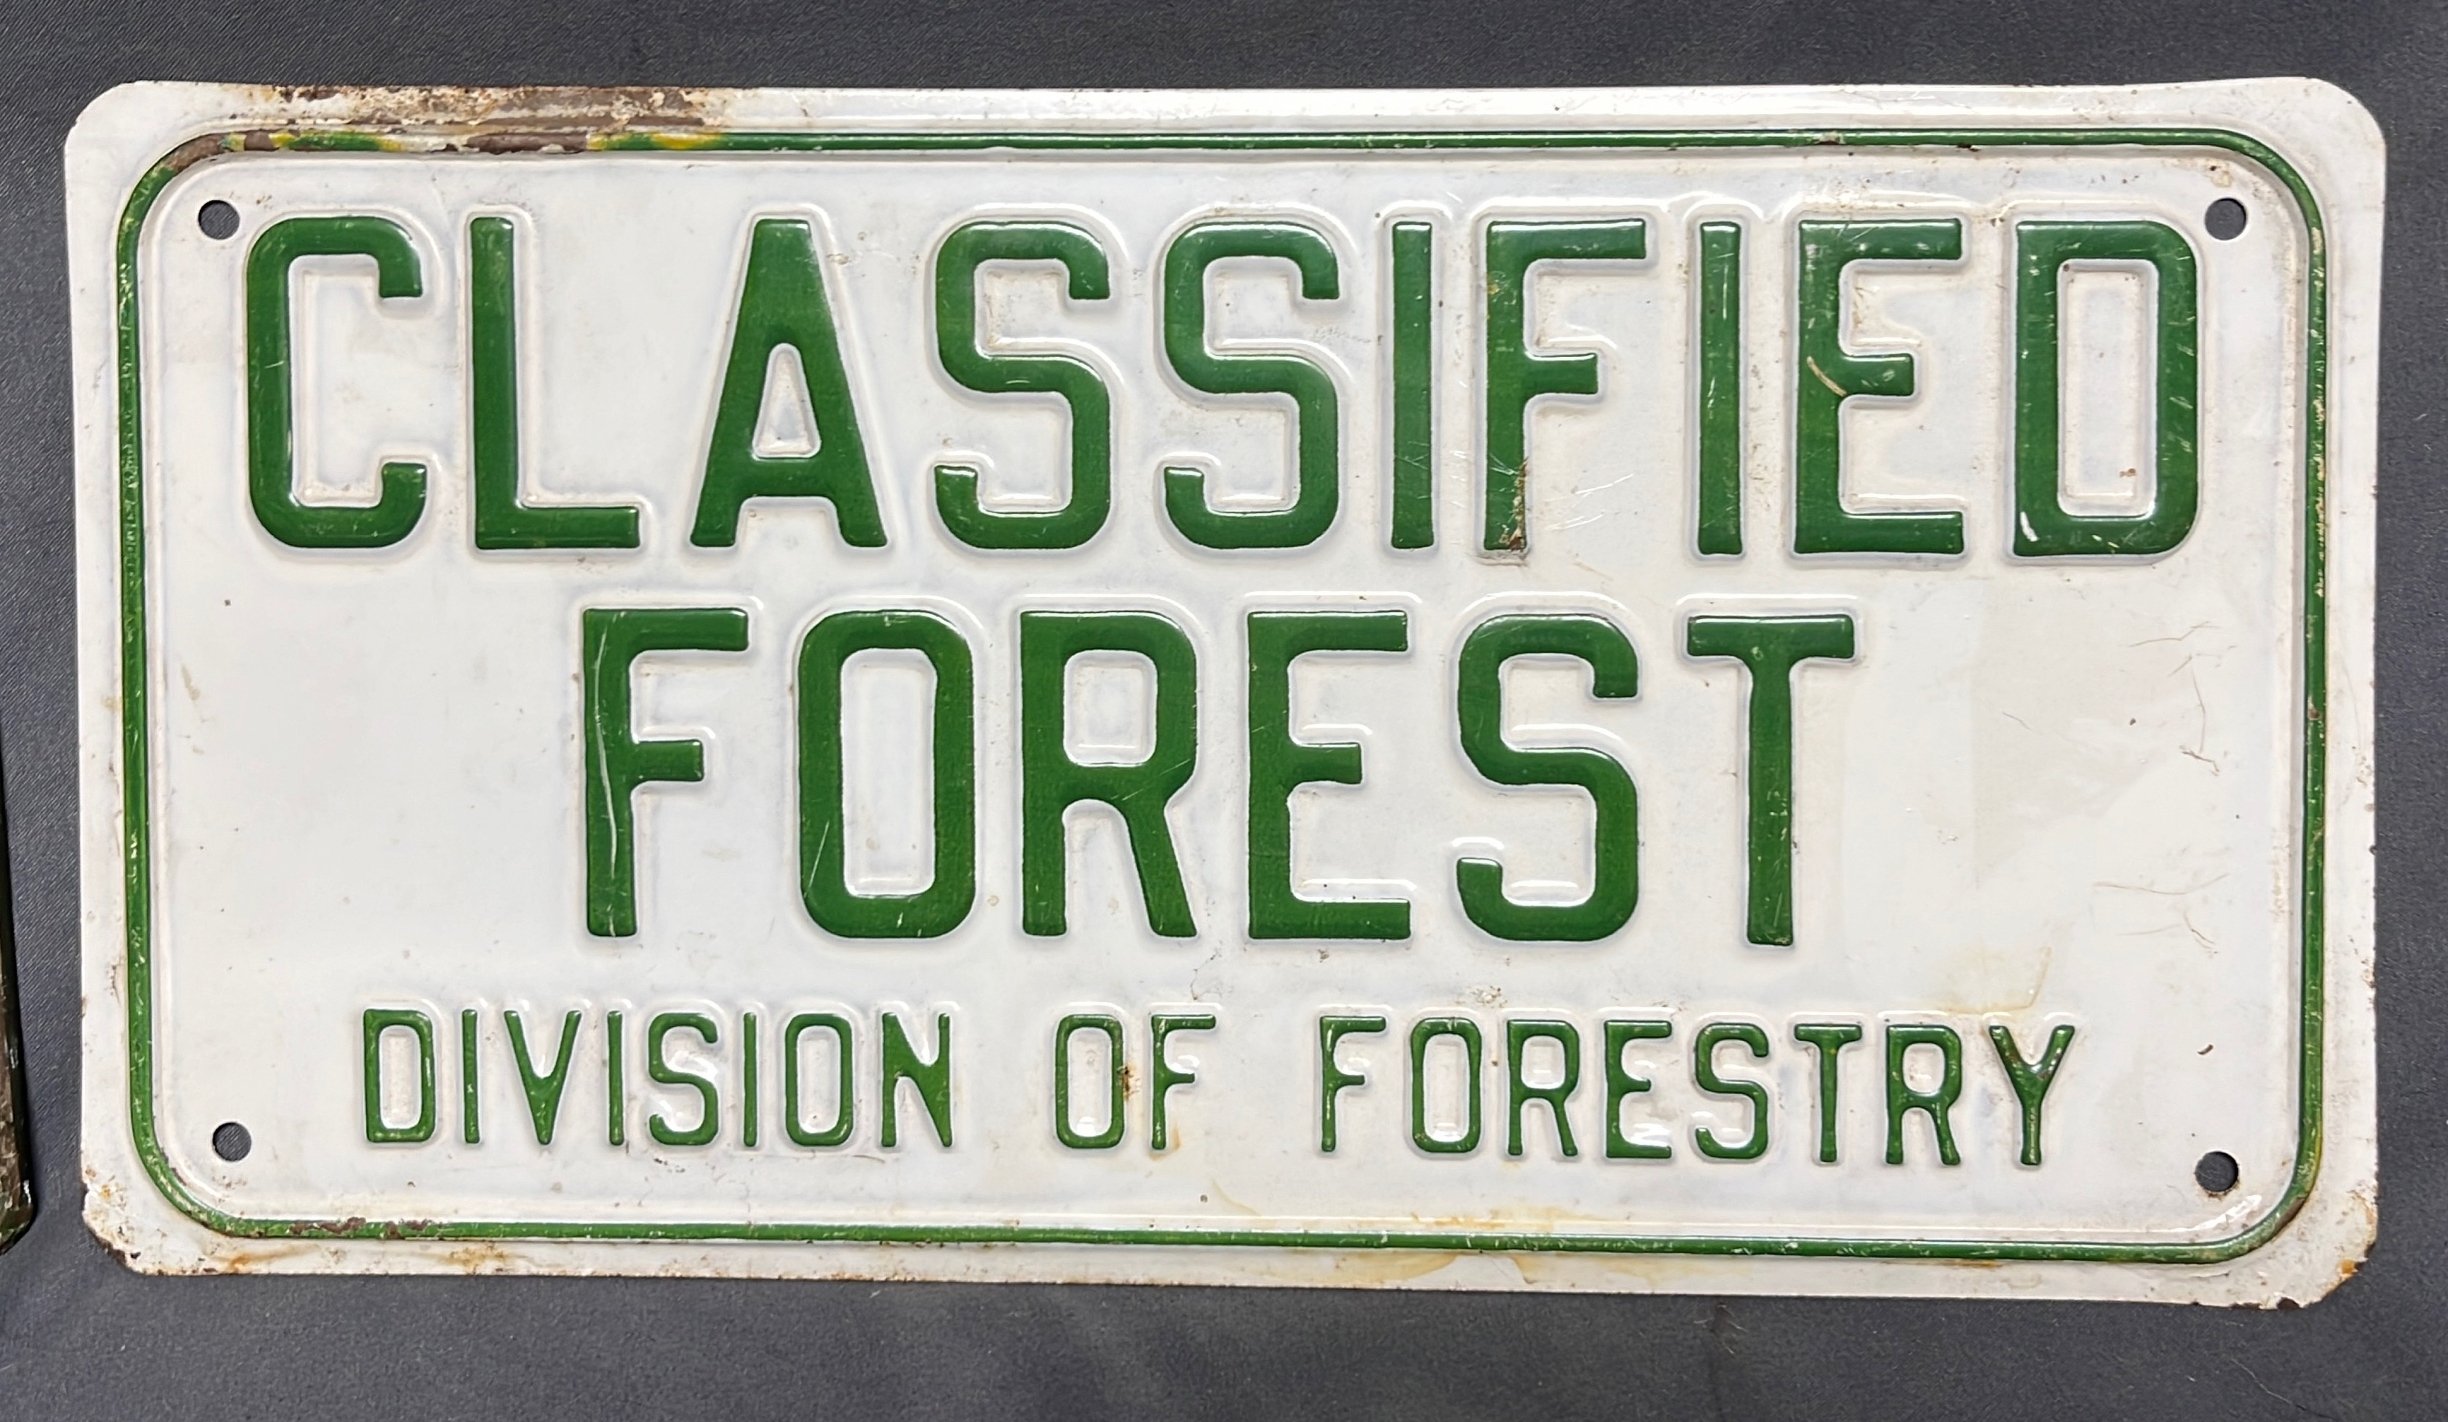 CLASSIFIED
FOREST
DIVISION OF FORESTRY